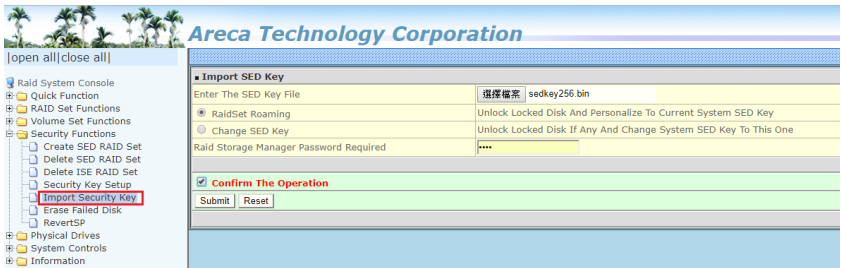 Areca Technology Corporation
|open all|close all|
Raid System Console
Quick Function
RAID Set Functions
Volume Set Functions
Security Functions
Create SED RAID Set
Delete SED RAID Set
Delete ISE RAID Set
Security Key Setup
Import Security Key
Erase Failed Disk
RevertSP
Physical Drives
System Controls
Information
Import SED Key
Enter The SED Key File 選擇檔案 sedkey256.bin
RaidSet Roaming Unlock Locked Disk And Personalize To Current System SED Key
Change SED Key Unlock Locked Disk If Any And Change System SED Key To This One
Raid Storage Manager Password Required ••••
Confirm The Operation
Submit Reset